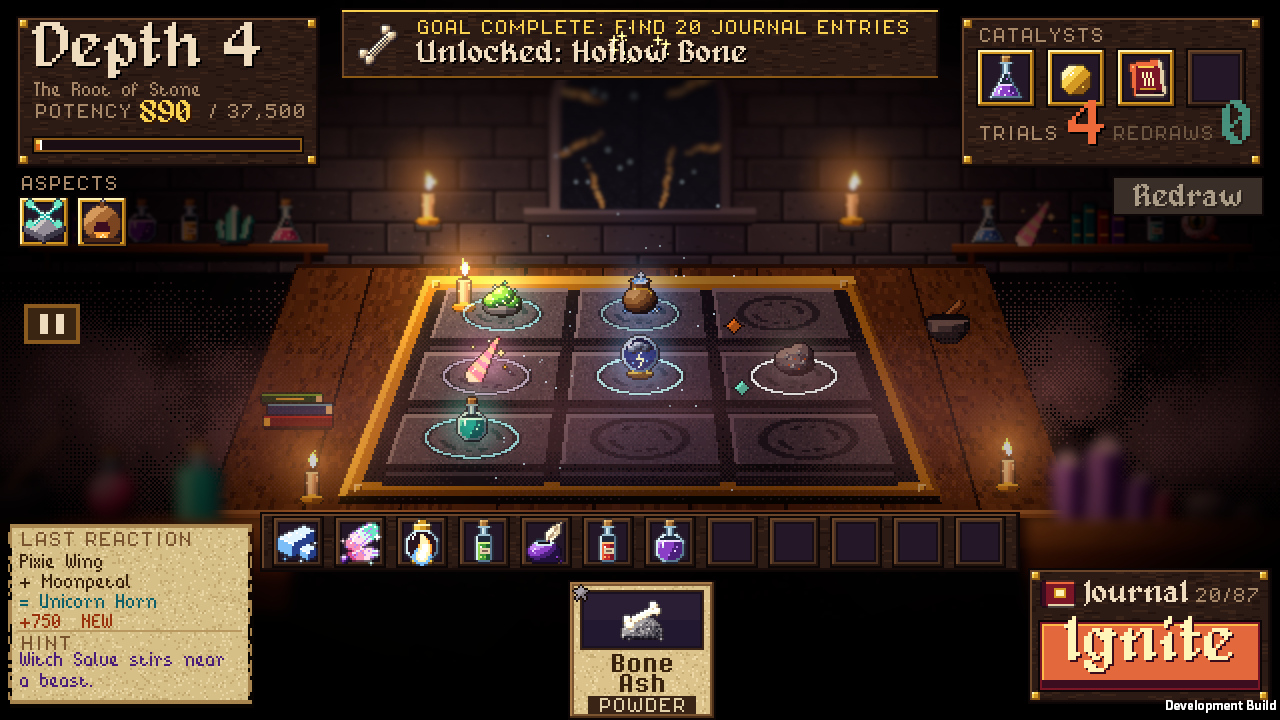 Depth 4
The Root of Stone
POTENCY 890 / 37,500
ASPECTS
GOAL COMPLETE: FIND 20 JOURNAL ENTRIES
Unlocked: Hollow Bone
CATALYSTS
TRIALS 4 REDRAWS 0
Redraw
LAST REACTION
Pixie Wing
+ Moonpetal
= Unicorn Horn
+750 NEW
HINT
Witch Salve stirs near
a beast.
Bone
Ash
POWDER
Journal 20/87
Ignite
Development Build